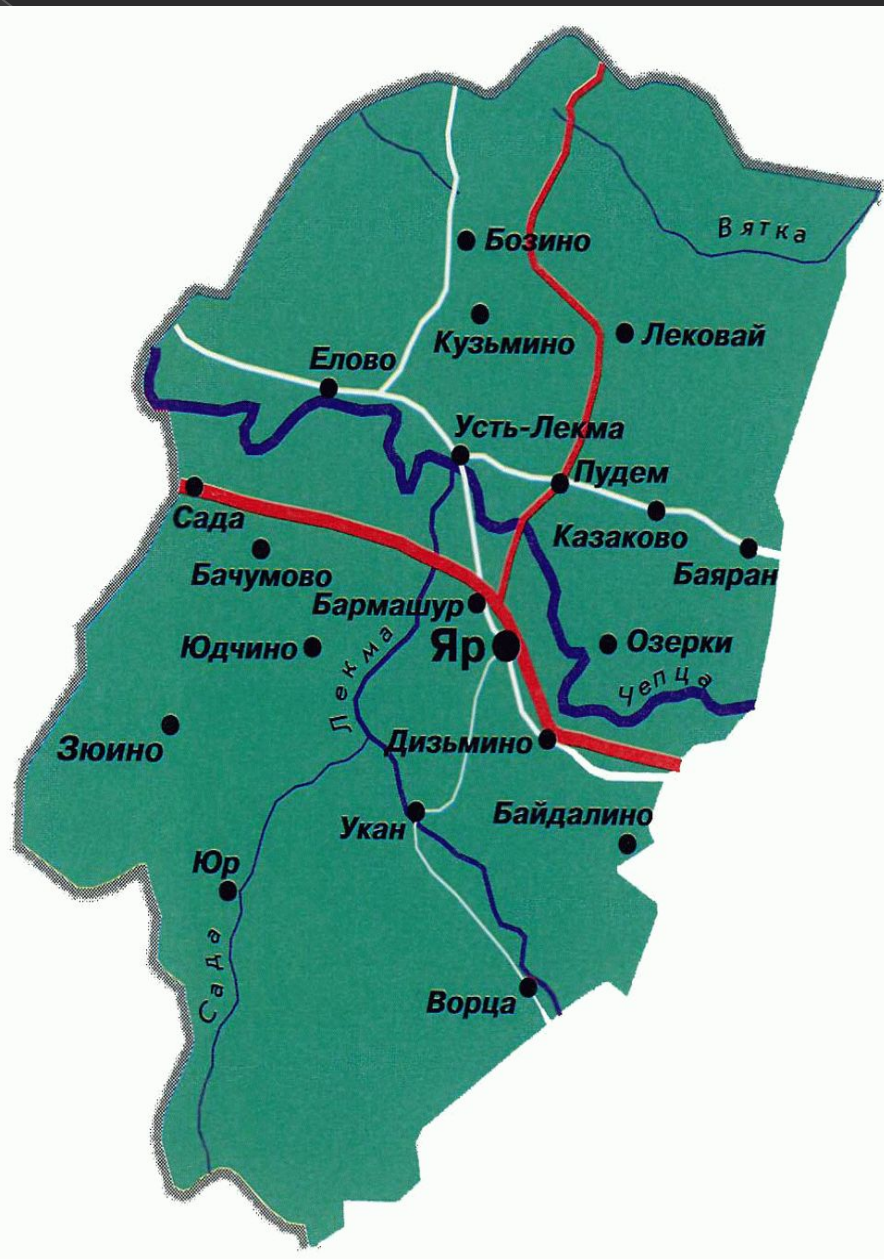 Вятка
Бозино
Кузьмино
Лековай
Елово
Усть-Лекма
Пудем
Сада
Казаково
Бачумово
Баяран
Бармашур
Юдчино
Яр
Озерки
Лекма
Чепца
Зюино
Дизьмино
Укан
Байдалино
Юр
Сада
Ворца